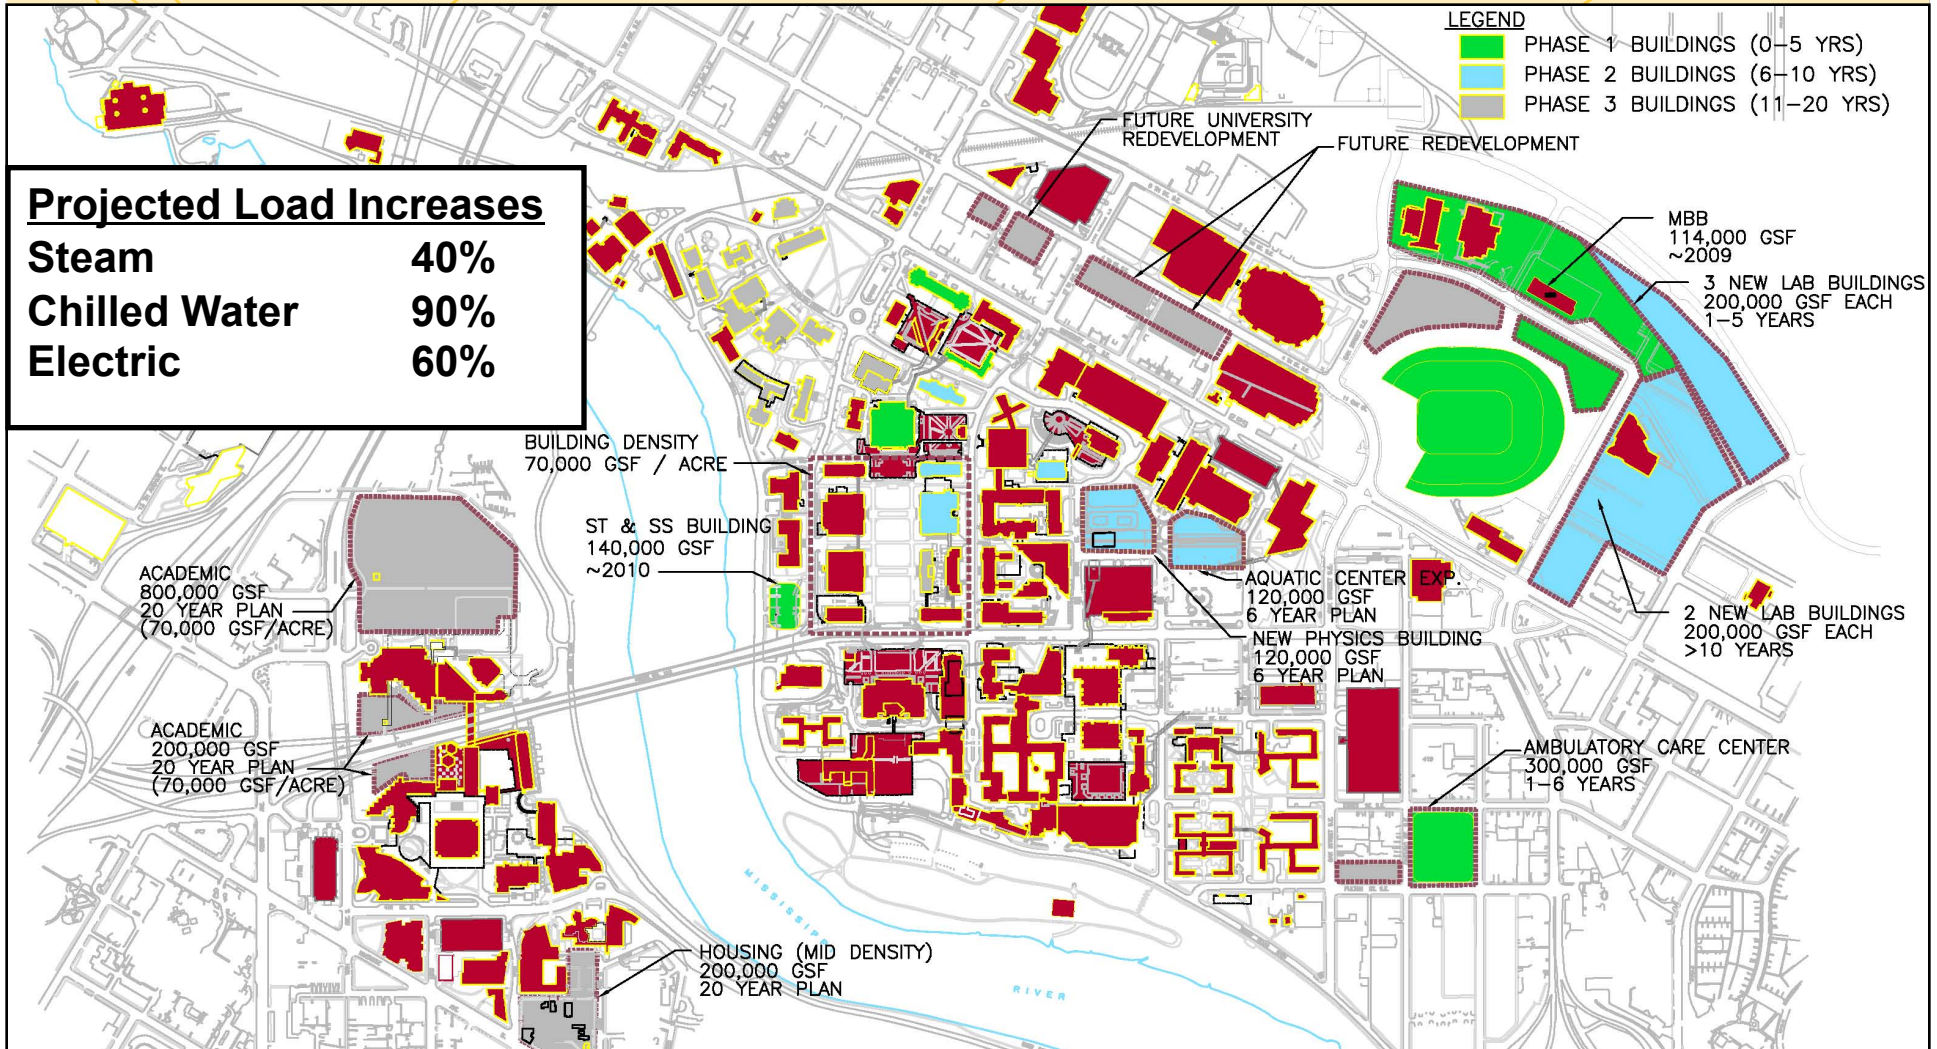 LEGEND
PHASE 1 BUILDINGS (0-5 YRS)
PHASE 2 BUILDINGS (6-10 YRS)
PHASE 3 BUILDINGS (11-20 YRS)
FUTURE UNIVERSITY
REDEVELOPMENT
FUTURE REDEVELOPMENT
Projected Load Increases
Steam 40%
Chilled Water 90%
Electric 60%
MBB
114,000 GSF
~2009
3 NEW LAB BUILDINGS
200,000 GSF EACH
1-5 YEARS
BUILDING DENSITY
70,000 GSF / ACRE
ST & SS BUILDING
140,000 GSF
~2010
ACADEMIC
800,000 GSF
20 YEAR PLAN
(70,000 GSF/ACRE)
AQUATIC CENTER EXP.
120,000 GSF
6 YEAR PLAN
NEW PHYSICS BUILDING
120,000 GSF
6 YEAR PLAN
2 NEW LAB BUILDINGS
200,000 GSF EACH
>10 YEARS
ACADEMIC
200,000 GSF
20 YEAR PLAN
(70,000 GSF/ACRE)
AMBULATORY CARE CENTER
300,000 GSF
1-6 YEARS
MISSISSIPPI
RIVER
HOUSING (MID DENSITY)
200,000 GSF
20 YEAR PLAN